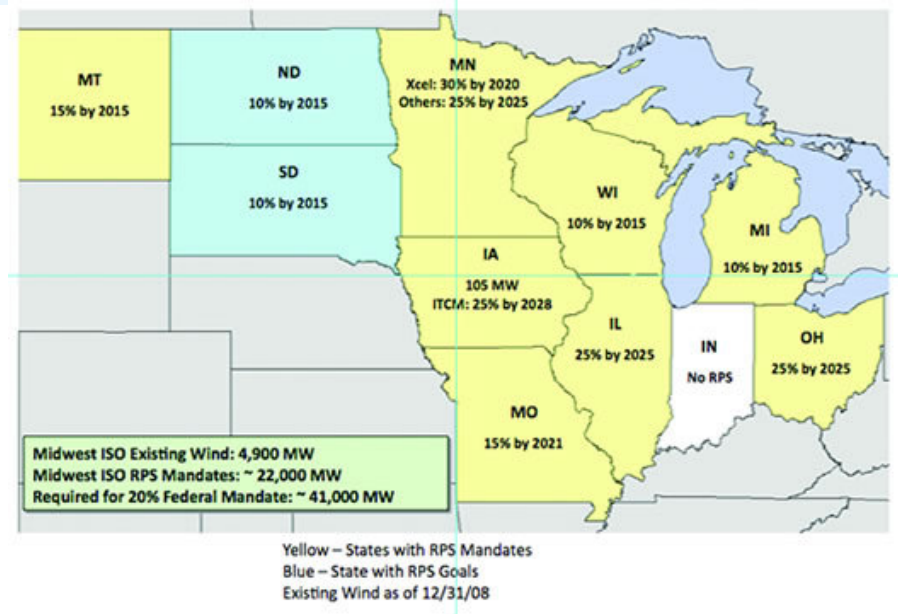 MT
15% by 2015
ND
10% by 2015
SD
10% by 2015
MN
Xcel: 30% by 2020
Others: 25% by 2025
WI
10% by 2015
MI
10% by 2015
IA
105 MW
ITCM: 25% by 2028
IL
25% by 2025
IN
No RPS
OH
25% by 2025
MO
15% by 2021
Midwest ISO Existing Wind: 4,900 MW
Midwest ISO RPS Mandates: ~ 22,000 MW
Required for 20% Federal Mandate: ~ 41,000 MW
Yellow – States with RPS Mandates
Blue – State with RPS Goals
Existing Wind as of 12/31/08